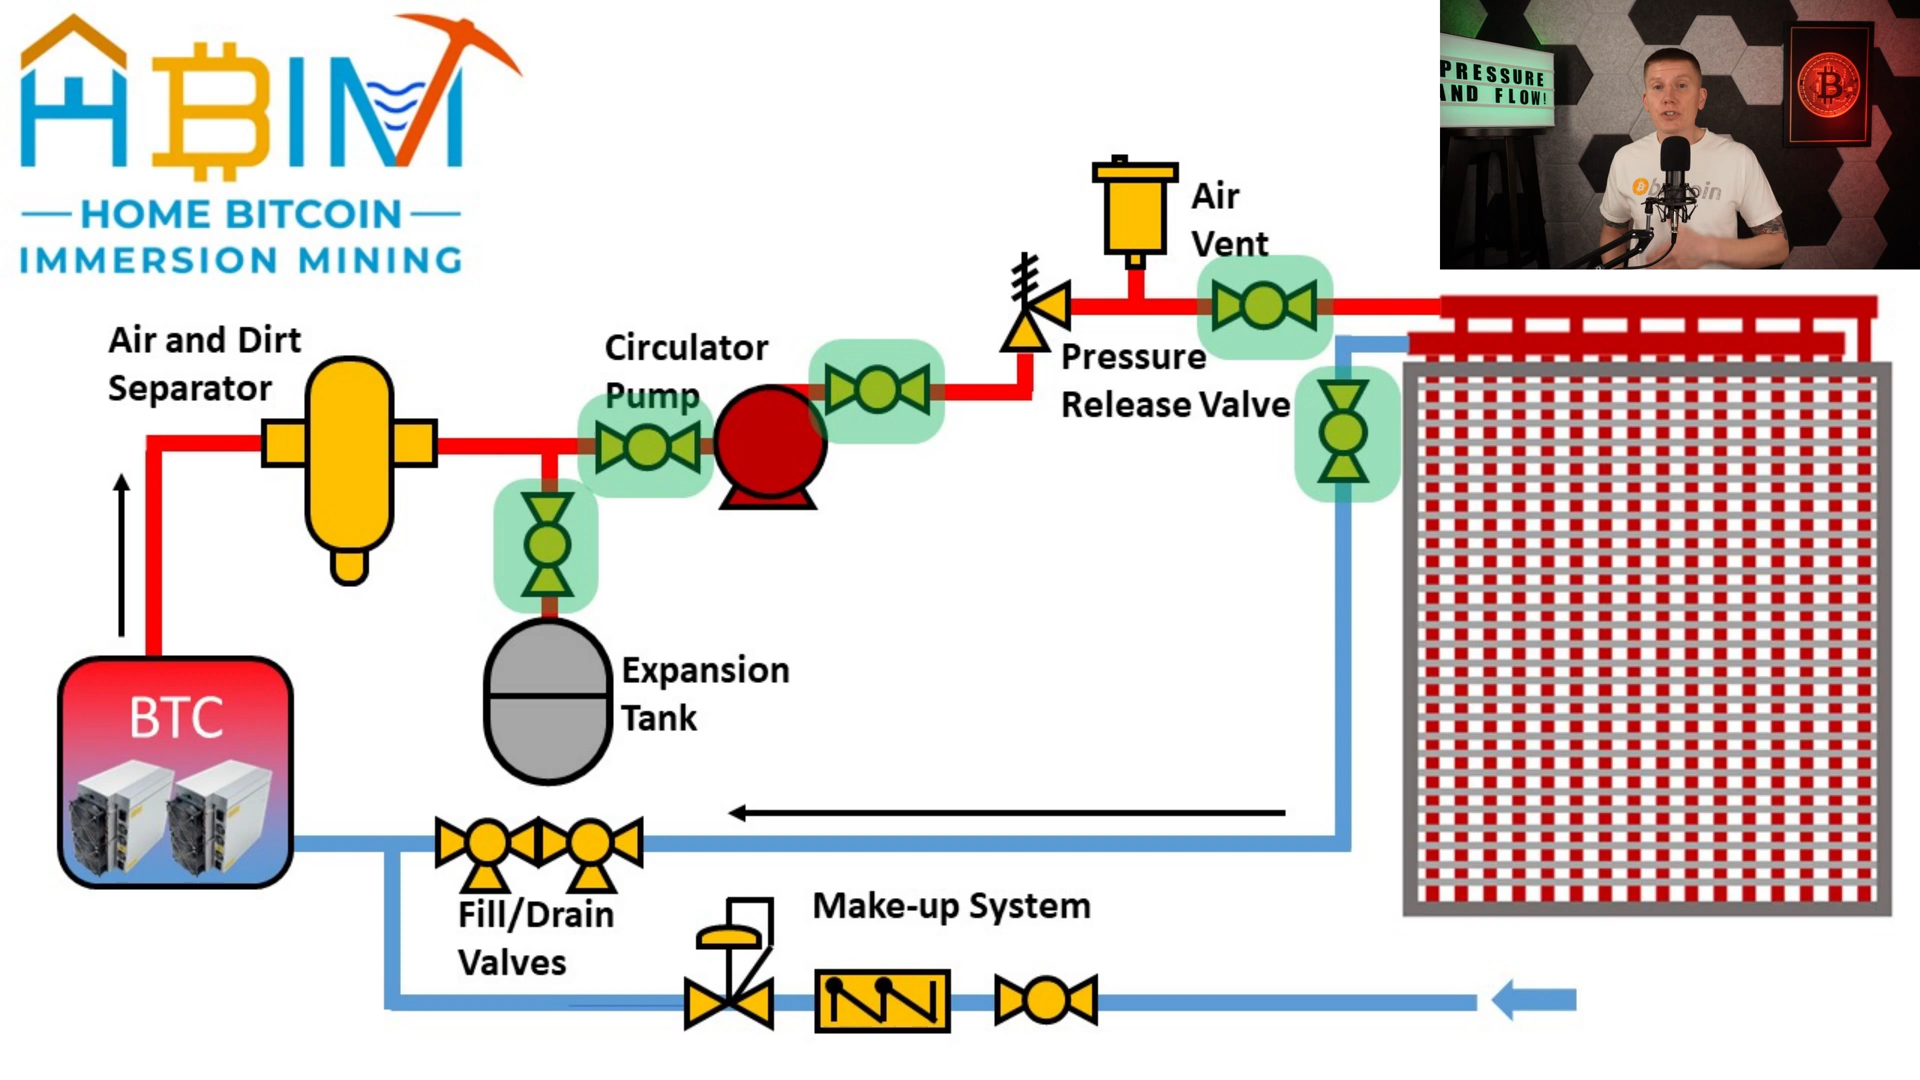 HBIM
HOME BITCOIN
IMMERSION MINING
PRESSURE
AND FLOW!
Air
Vent
Air and Dirt
Separator
Circulator
Pump
Pressure
Release Valve
BTC
Expansion
Tank
Fill/Drain
Valves
Make-up System